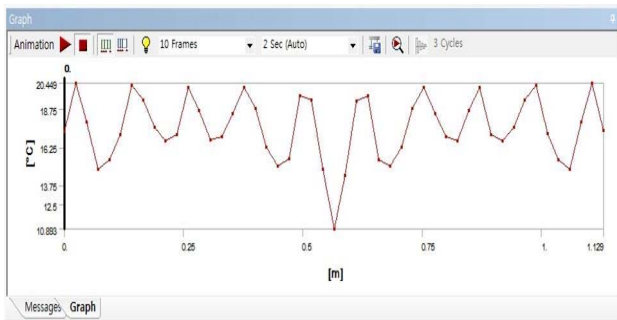 Graph
Animation 10 Frames 2 Sec (Auto) 3 Cycles
0.
20.449
18.75
16.25
13.75
12.5
10.893
[°C]
0. 0.25 0.5 0.75 1. 1.129
[m]
Messages Graph